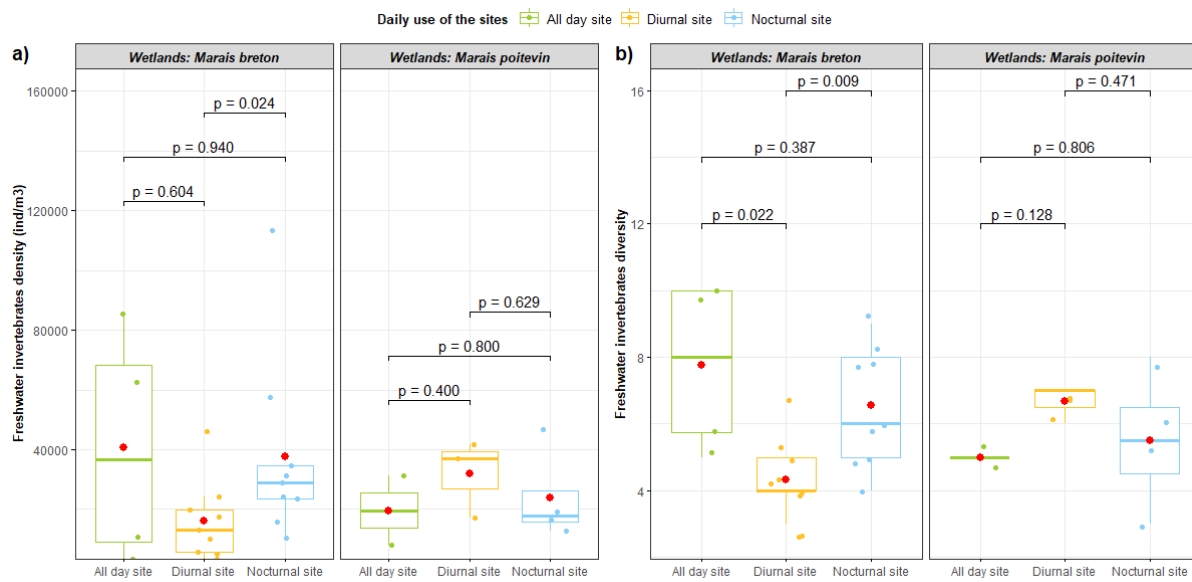 Daily use of the sites All day site Diurnal site Nocturnal site
a)
Wetlands: Marais breton
Wetlands: Marais poitevin
Freshwater invertebrates density (ind/m3)
160000
120000
80000
40000
p = 0.024
p = 0.940
p = 0.604
p = 0.629
p = 0.800
p = 0.400
All day site Diurnal site Nocturnal site
All day site Diurnal site Nocturnal site
b)
Wetlands: Marais breton
Wetlands: Marais poitevin
Freshwater invertebrates diversity
16
12
8
4
p = 0.009
p = 0.387
p = 0.022
p = 0.471
p = 0.806
p = 0.128
All day site Diurnal site Nocturnal site
All day site Diurnal site Nocturnal site